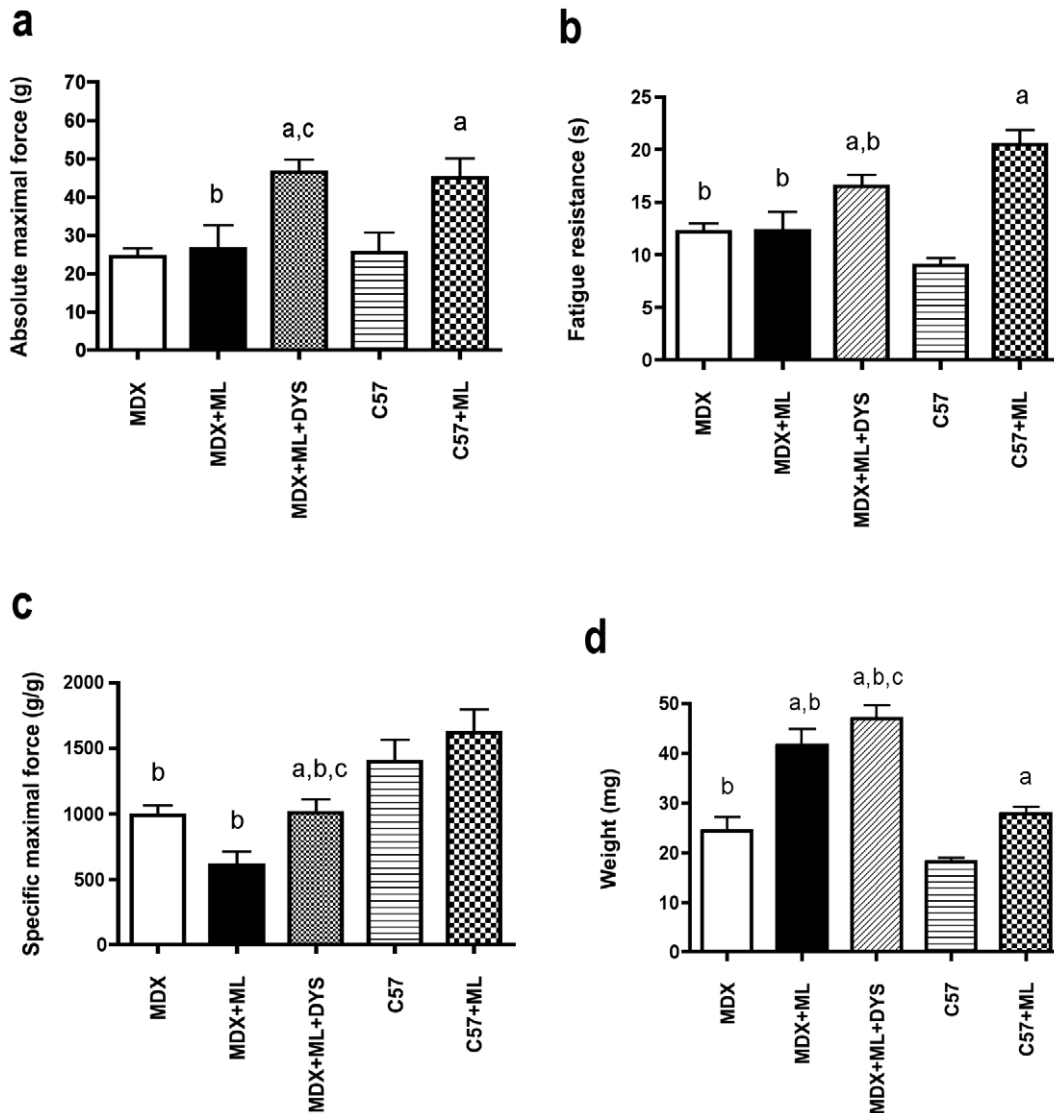 a
Absolute maximal force (g)
70
60
50
40
30
20
10
0
b
a,c
a
MDX
MDX+ML
MDX+ML+DYS
C57
C57+ML
b
Fatigue resistance (s)
25
20
15
10
5
0
b
b
a,b
a
MDX
MDX+ML
MDX+ML+DYS
C57
C57+ML
c
Specific maximal force (g/g)
2000
1500
1000
500
0
b
b
a,b,c
MDX
MDX+ML
MDX+ML+DYS
C57
C57+ML
d
Weight (mg)
50
40
30
20
10
0
b
a,b
a,b,c
a
MDX
MDX+ML
MDX+ML+DYS
C57
C57+ML